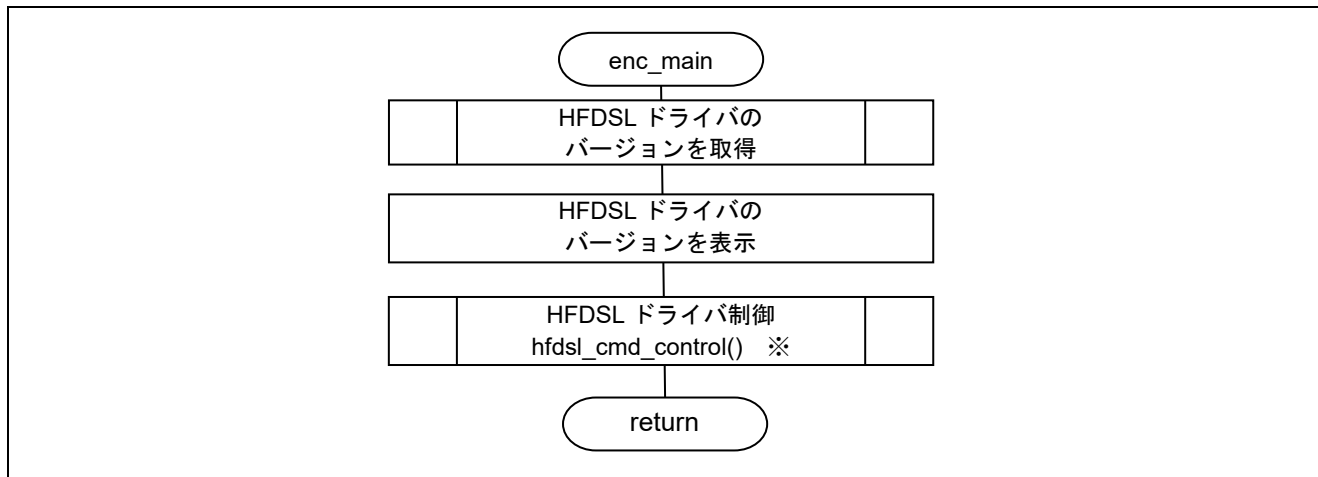 enc_main
HFDSL ドライバの
バージョンを取得
HFDSL ドライバの
バージョンを表示
HFDSL ドライバ制御
hfdsl_cmd_control() ※
return